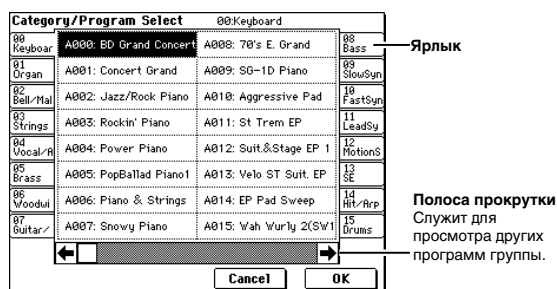 Category/Program Select 00:Keyboard
00 Keyboar
A000: BD Grand Concert A008: 70's E. Grand
08 Bass
Ярлык
01 Organ
A001: Concert Grand A009: SG-1D Piano
09 SlowSyn
02 Bell/Mal
A002: Jazz/Rock Piano A010: Aggressive Pad
10 FastSyn
03 Strings
A003: Rockin' Piano A011: St Trem EP
11 LeadSy
04 Vocal/A
A004: Power Piano A012: Suit.&Stage EP 1
12 MotionS
05 Brass
A005: PopBallad Piano1 A013: Velo ST Suit. EP
13 SE
06 Woodwi
A006: Piano & Strings A014: EP Pad Sweep
14 Hit/Arp
07 Guitar/
A007: Snowy Piano A015: Wah Wurly 2(SW1
15 Drums
Полоса прокрутки
Служит для
просмотра других
программ группы.
Cancel OK